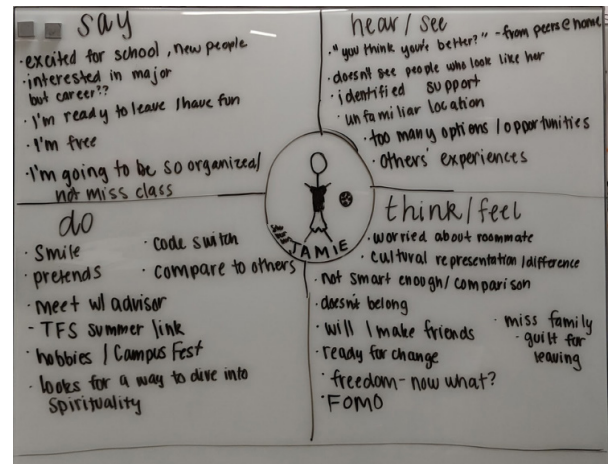 say
·excited for school, new people
·interested in major
but career??
·I'm ready to leave/have fun
·I'm free
·I'm going to be so organized/
not miss class
hear/see
·"you think you're better?" -from peers@home
·doesn't see people who look like her
·identified support
·unfamiliar location
·too many options/opportunities
·others' experiences
JAMIE
do
·smile
·pretends
·code switch
·compare to others
·meet w/ advisor
-TFS summer link
·hobbies/Campus Fest
·looks for a way to dive into
Spirituality
think/feel
·worried about roommate
·cultural representation/difference
·not smart enough/comparison
·doesn't belong
·will I make friends
·ready for change
·freedom-now what?
·FOMO
·miss family
·guilt for
leaving